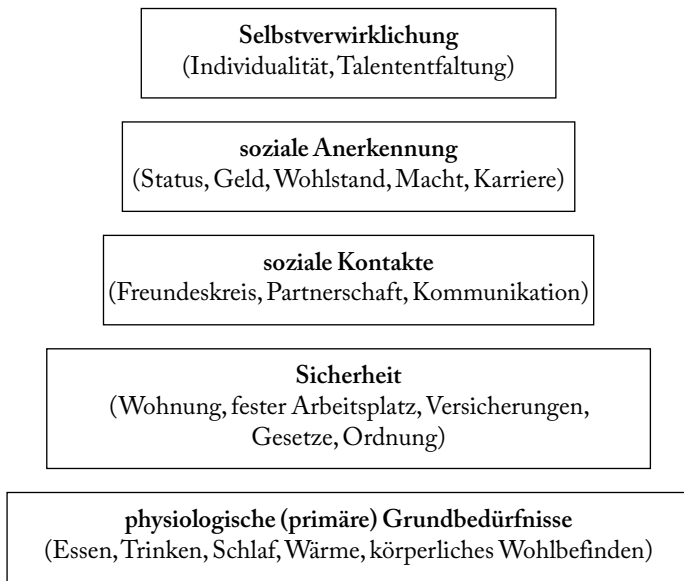 Selbstverwirklichung
(Individualität, Talententfaltung)
soziale Anerkennung
(Status, Geld, Wohlstand, Macht, Karriere)
soziale Kontakte
(Freundeskreis, Partnerschaft, Kommunikation)
Sicherheit
(Wohnung, fester Arbeitsplatz, Versicherungen,
Gesetze, Ordnung)
physiologische (primäre) Grundbedürfnisse
(Essen, Trinken, Schlaf, Wärme, körperliches Wohlbefinden)